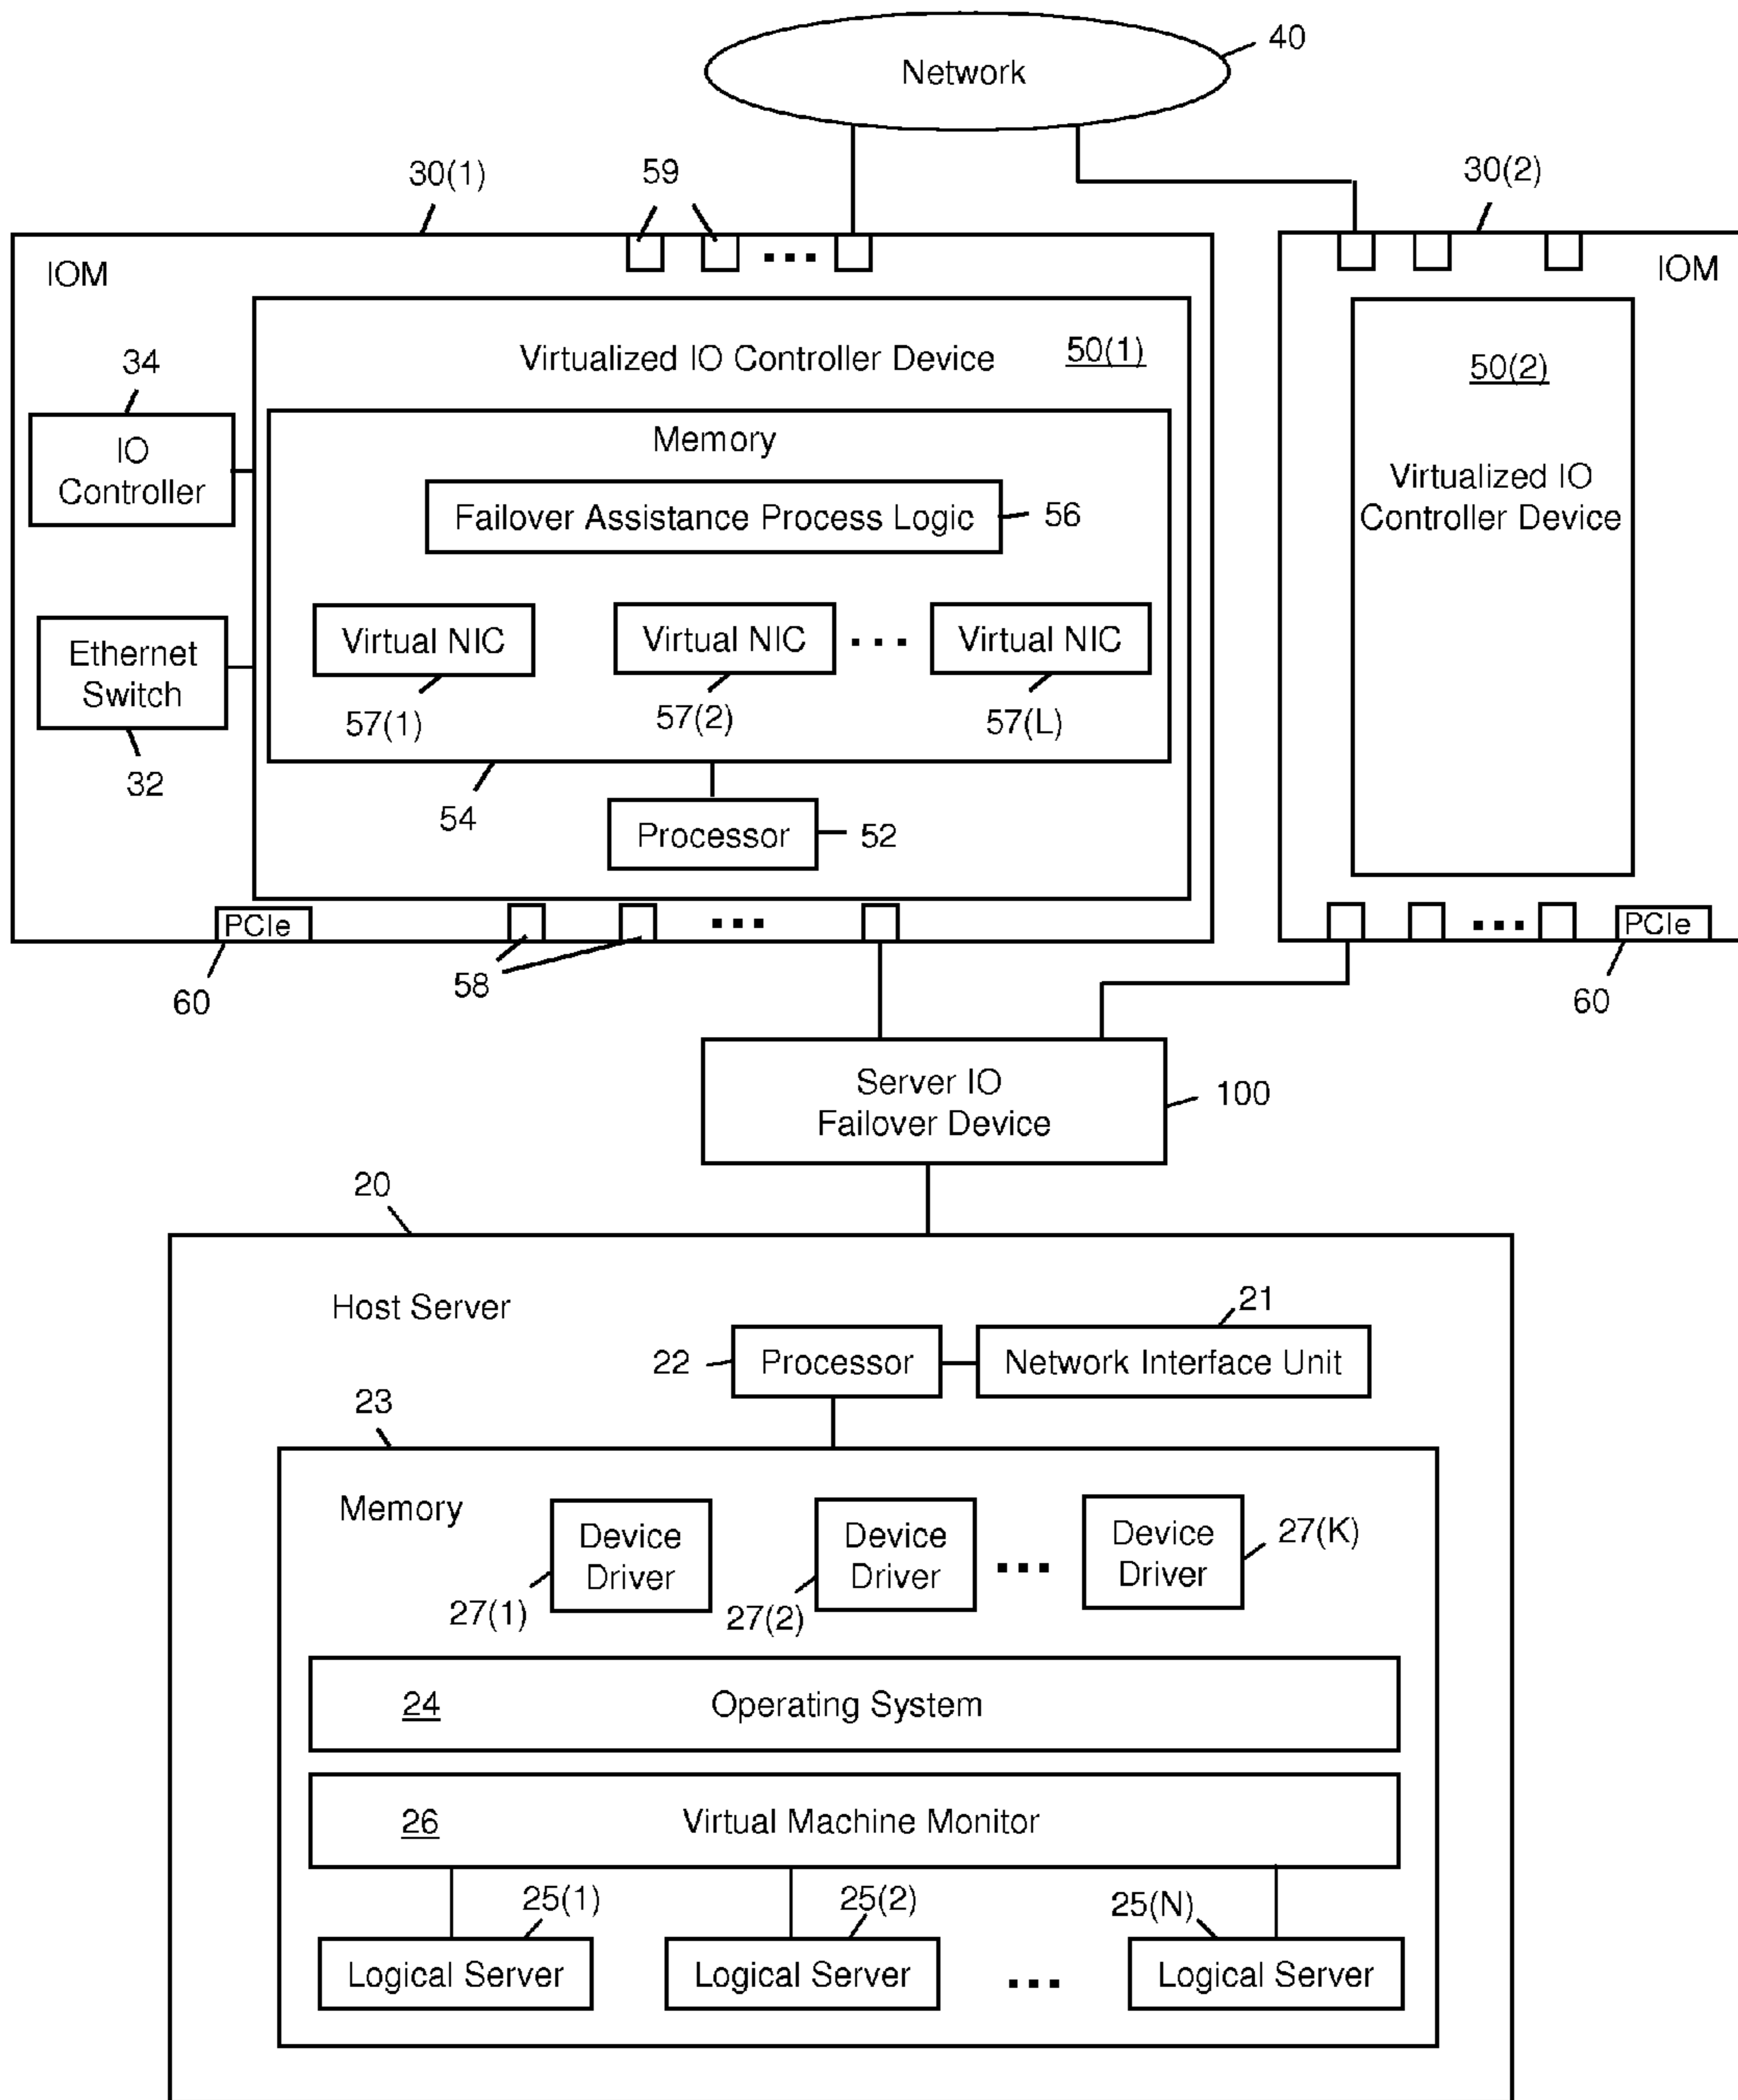 40
Network
30(1)
59
30(2)
IOM
IOM
Virtualized IO Controller Device
50(1)
34
IO
Controller
Memory
Failover Assistance Process Logic
56
50(2)
Virtualized IO
Controller Device
Ethernet
Switch
32
Virtual NIC
Virtual NIC
Virtual NIC
57(1)
57(2)
57(L)
54
Processor
52
PCIe
60
58
PCIe
60
Server IO
Failover Device
100
20
Host Server
21
22
Processor
Network Interface Unit
23
Memory
Device
Driver
Device
Driver
Device
Driver
27(1)
27(2)
27(K)
24
Operating System
26
Virtual Machine Monitor
25(1)
25(2)
25(N)
Logical Server
Logical Server
Logical Server